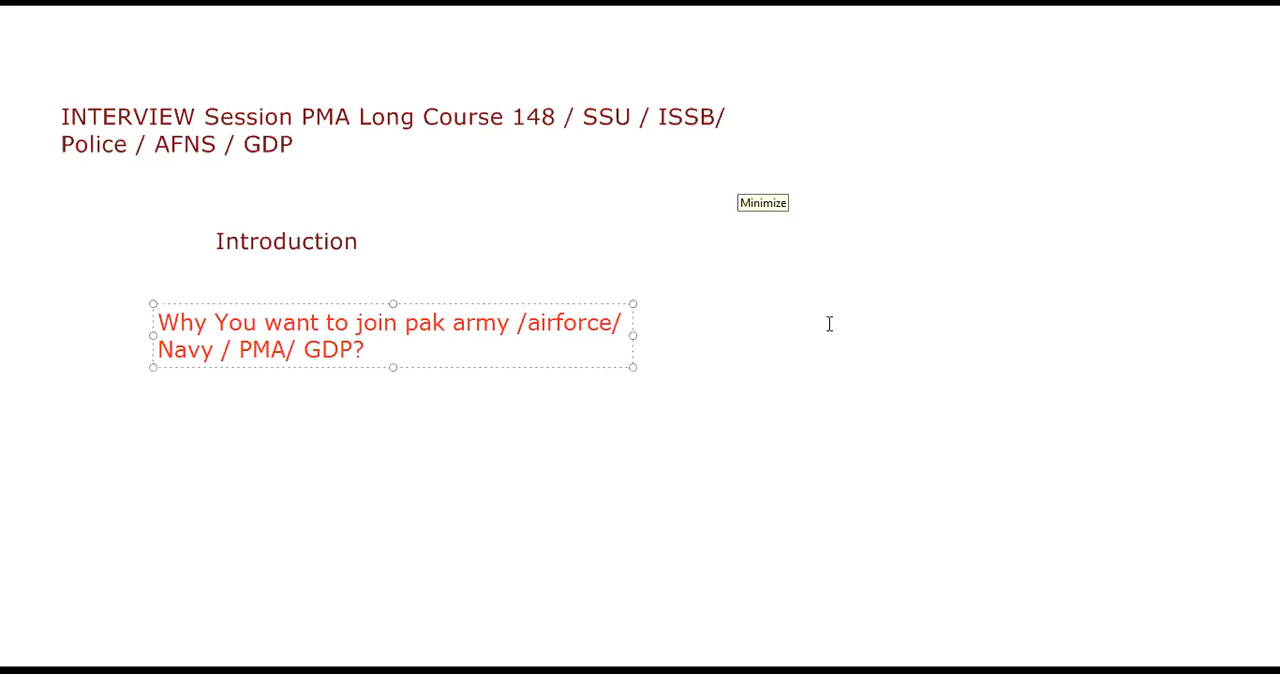 INTERVIEW Session PMA Long Course 148 / SSU / ISSB/
Police / AFNS / GDP
Minimize
Introduction
Why You want to join pak army /airforce/
Navy / PMA/ GDP?